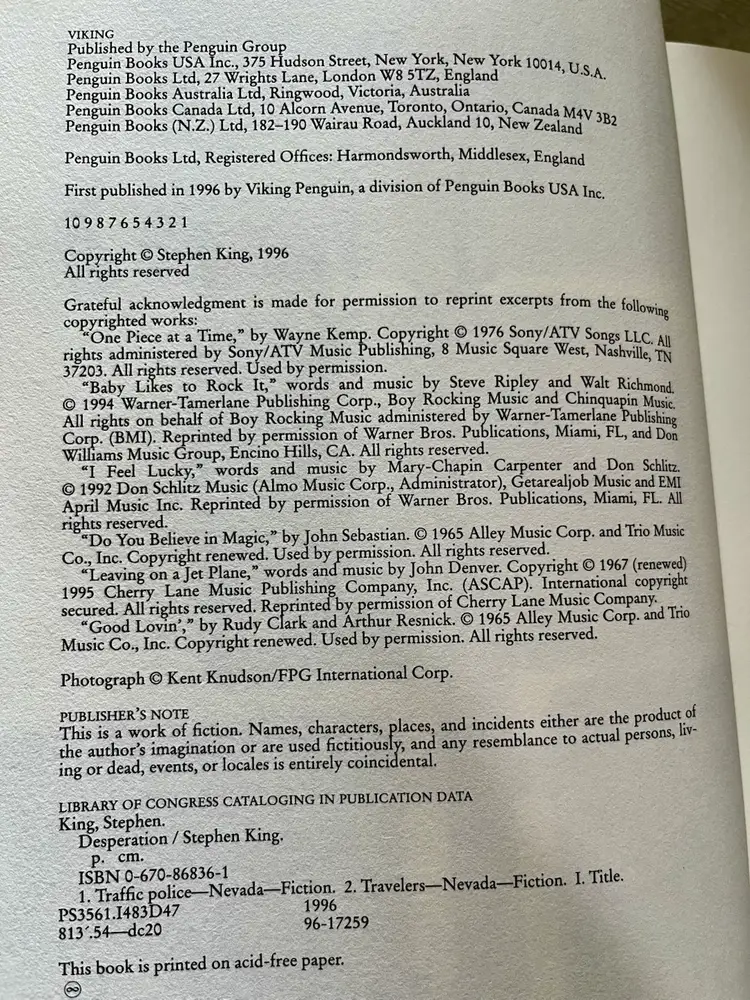 VIKING
Published by the Penguin Group
Penguin Books USA Inc., 375 Hudson Street, New York, New York 10014, U.S.A.
Penguin Books Ltd, 27 Wrights Lane, London W8 5TZ, England
Penguin Books Australia Ltd, Ringwood, Victoria, Australia
Penguin Books Canada Ltd, 10 Alcorn Avenue, Toronto, Ontario, Canada M4V 3B2
Penguin Books (N.Z.) Ltd, 182–190 Wairau Road, Auckland 10, New Zealand
Penguin Books Ltd, Registered Offices: Harmondsworth, Middlesex, England
First published in 1996 by Viking Penguin, a division of Penguin Books USA Inc.
10 9 8 7 6 5 4 3 2 1
Copyright © Stephen King, 1996
All rights reserved
Grateful acknowledgment is made for permission to reprint excerpts from the following
copyrighted works:
“One Piece at a Time,” by Wayne Kemp. Copyright © 1976 Sony/ATV Songs LLC. All
rights administered by Sony/ATV Music Publishing, 8 Music Square West, Nashville, TN
37203. All rights reserved. Used by permission.
“Baby Likes to Rock It,” words and music by Steve Ripley and Walt Richmond.
© 1994 Warner-Tamerlane Publishing Corp., Boy Rocking Music and Chinquapin Music.
All rights on behalf of Boy Rocking Music administered by Warner-Tamerlane Publishing
Corp. (BMI). Reprinted by permission of Warner Bros. Publications, Miami, FL, and Don
Williams Music Group, Encino Hills, CA. All rights reserved.
“I Feel Lucky,” words and music by Mary-Chapin Carpenter and Don Schlitz.
© 1992 Don Schlitz Music (Almo Music Corp., Administrator), Getarealjob Music and EMI
April Music Inc. Reprinted by permission of Warner Bros. Publications, Miami, FL. All
rights reserved.
“Do You Believe in Magic,” by John Sebastian. © 1965 Alley Music Corp. and Trio Music
Co., Inc. Copyright renewed. Used by permission. All rights reserved.
“Leaving on a Jet Plane,” words and music by John Denver. Copyright © 1967 (renewed)
1995 Cherry Lane Music Publishing Company, Inc. (ASCAP). International copyright
secured. All rights reserved. Reprinted by permission of Cherry Lane Music Company.
“Good Lovin’,” by Rudy Clark and Arthur Resnick. © 1965 Alley Music Corp. and Trio
Music Co., Inc. Copyright renewed. Used by permission. All rights reserved.
Photograph © Kent Knudson/FPG International Corp.
PUBLISHER’S NOTE
This is a work of fiction. Names, characters, places, and incidents either are the product of
the author’s imagination or are used fictitiously, and any resemblance to actual persons, liv-
ing or dead, events, or locales is entirely coincidental.
LIBRARY OF CONGRESS CATALOGING IN PUBLICATION DATA
King, Stephen.
Desperation / Stephen King.
p. cm.
ISBN 0-670-86836-1
1. Traffic police—Nevada—Fiction. 2. Travelers—Nevada—Fiction. I. Title.
PS3561.I483D47 1996
813′.54—dc20 96-17259
This book is printed on acid-free paper.
♾